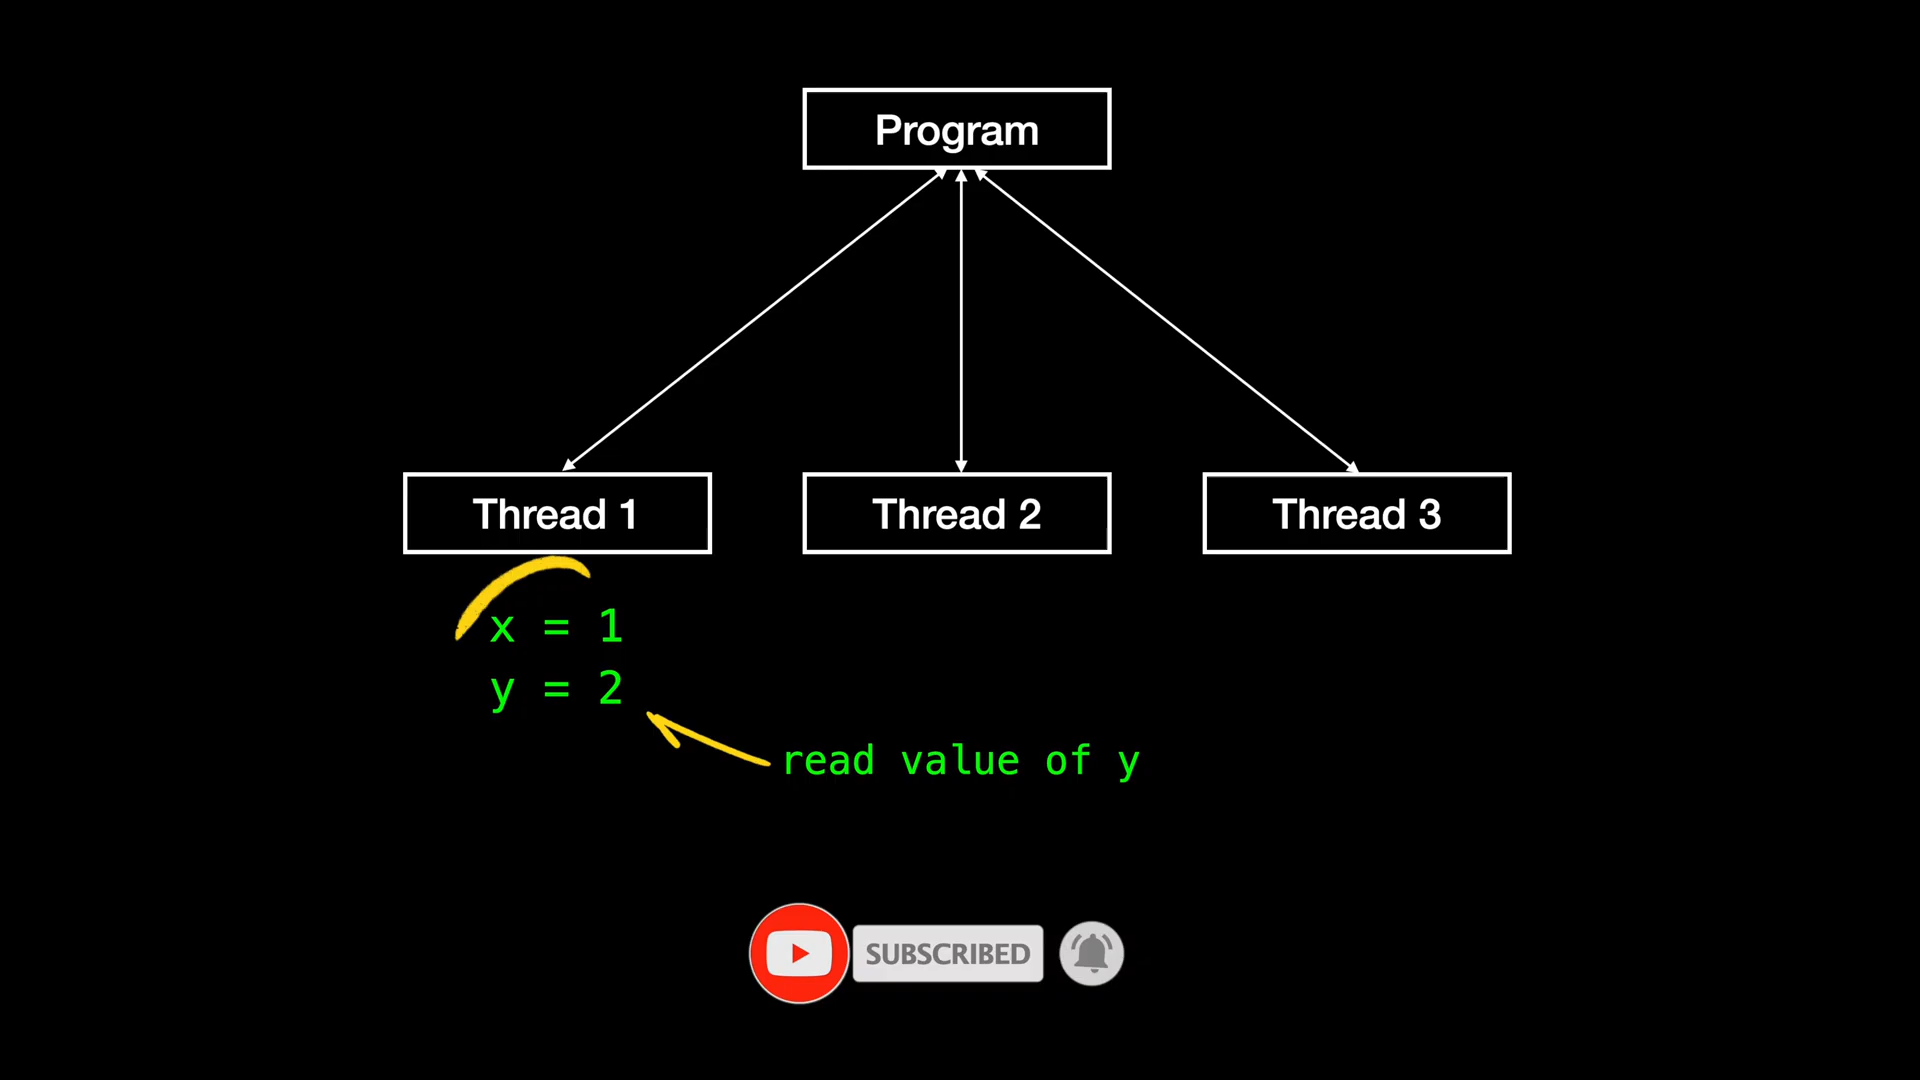 Program
Thread 1
Thread 2
Thread 3
x = 1
y = 2
read value of y
SUBSCRIBED